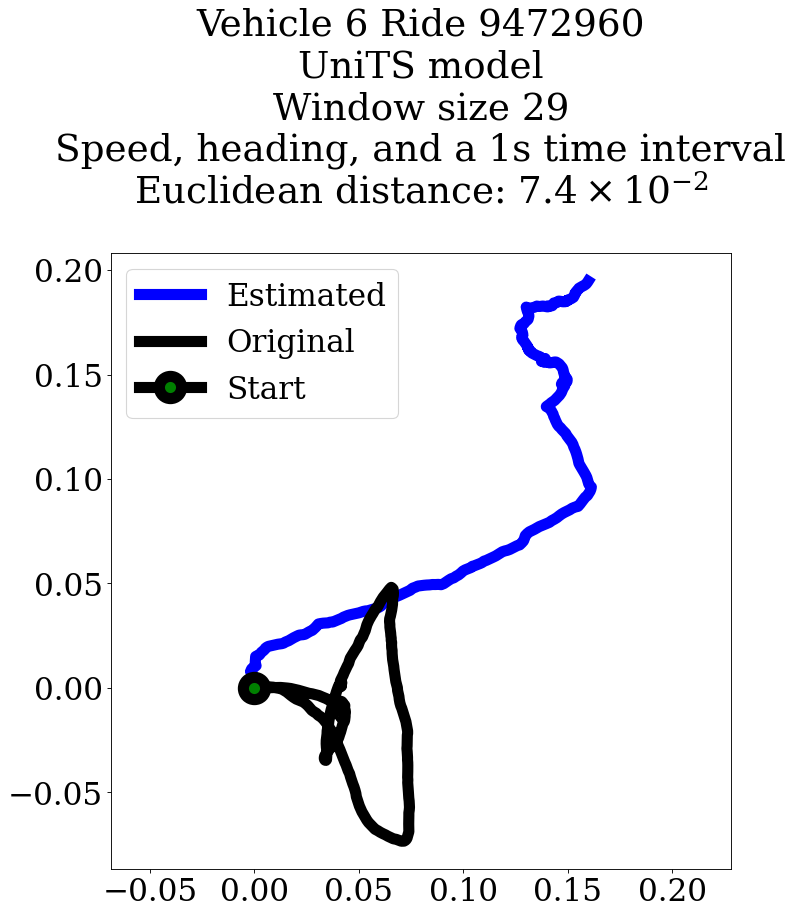 Vehicle 6 Ride 9472960
UniTS model
Window size 29
Speed, heading, and a 1s time interval
Euclidean distance: 7.4 × 10⁻²
Estimated
Original
Start
0.20
0.15
0.10
0.05
0.00
−0.05
−0.05 0.00 0.05 0.10 0.15 0.20